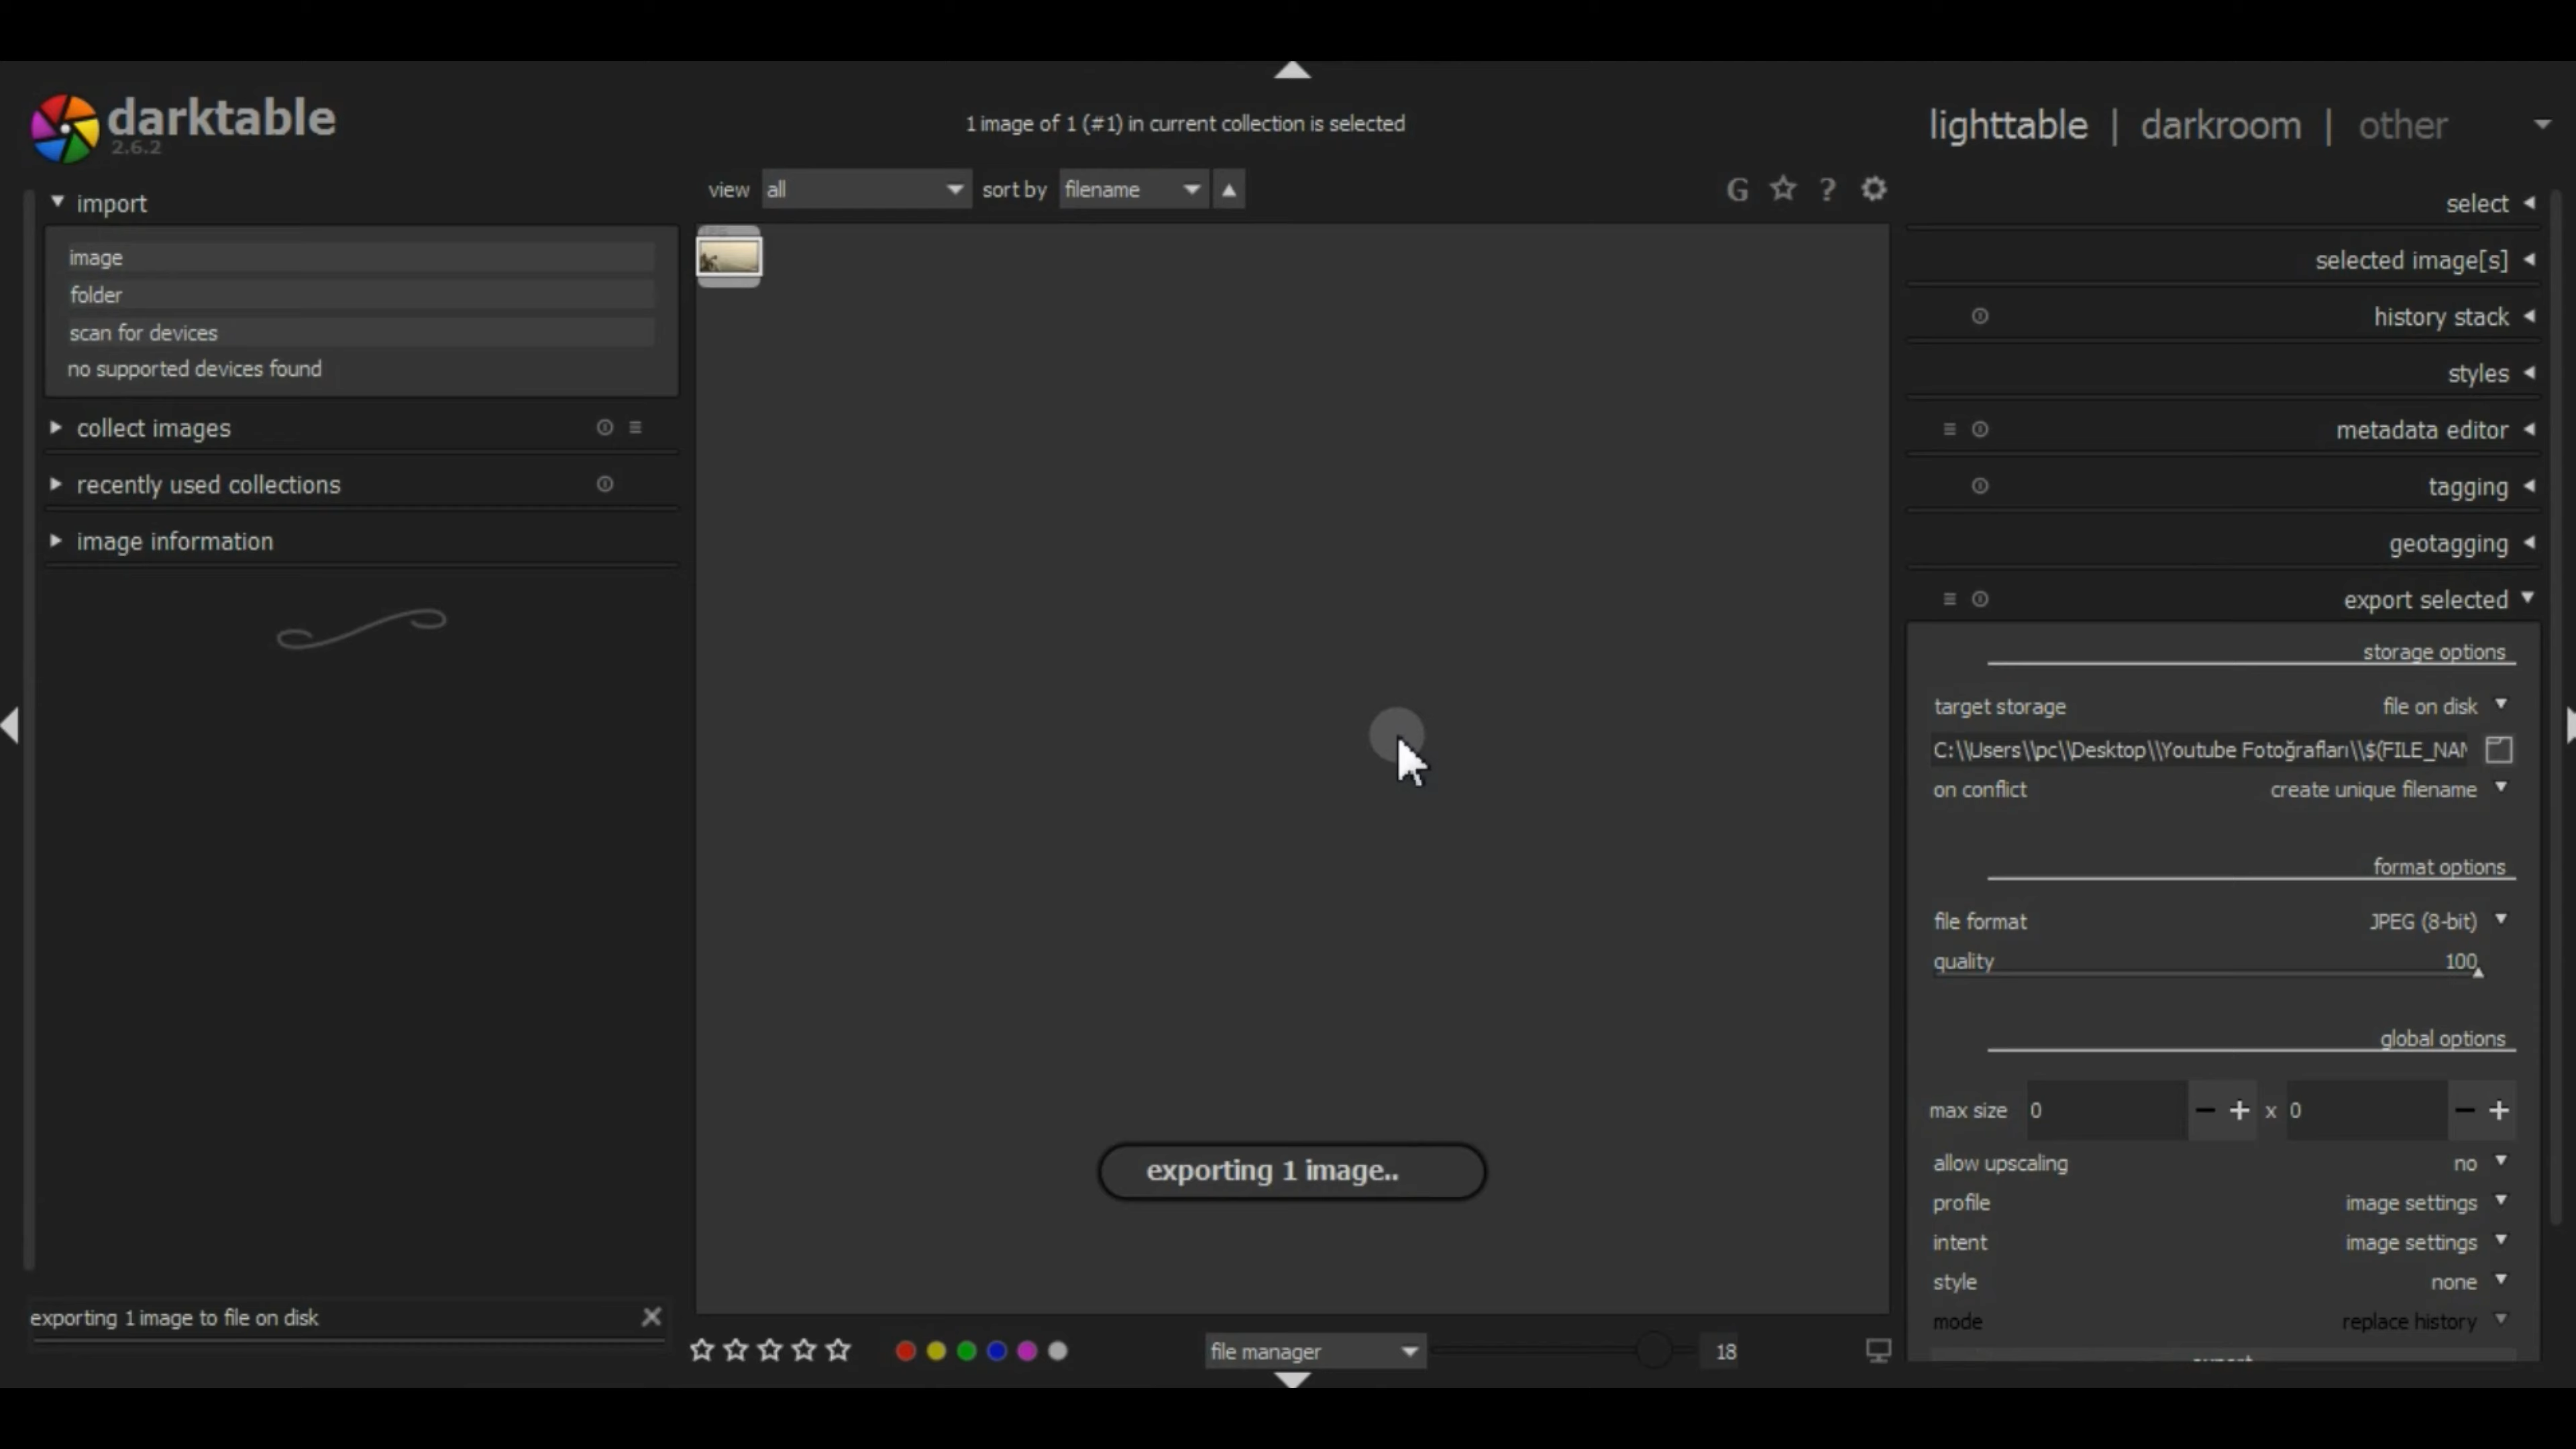 darktable
2.6.2
1 image of 1 (#1) in current collection is selected
lighttable | darkroom | other
view all sort by filename
G ?
import
image
folder
scan for devices
no supported devices found
collect images
recently used collections
image information
select
selected image[s]
history stack
styles
metadata editor
tagging
geotagging
export selected
storage options
target storage file on disk
C:\\Users\\pc\\Desktop\\Youtube Fotoğrafları\\$(FILE_NAM
on conflict create unique filename
format options
file format JPEG (8-bit)
quality 100
global options
max size 0 - + x 0 - +
allow upscaling no
profile image settings
intent image settings
style none
mode replace history
exporting 1 image..
exporting 1 image to file on disk
file manager 18